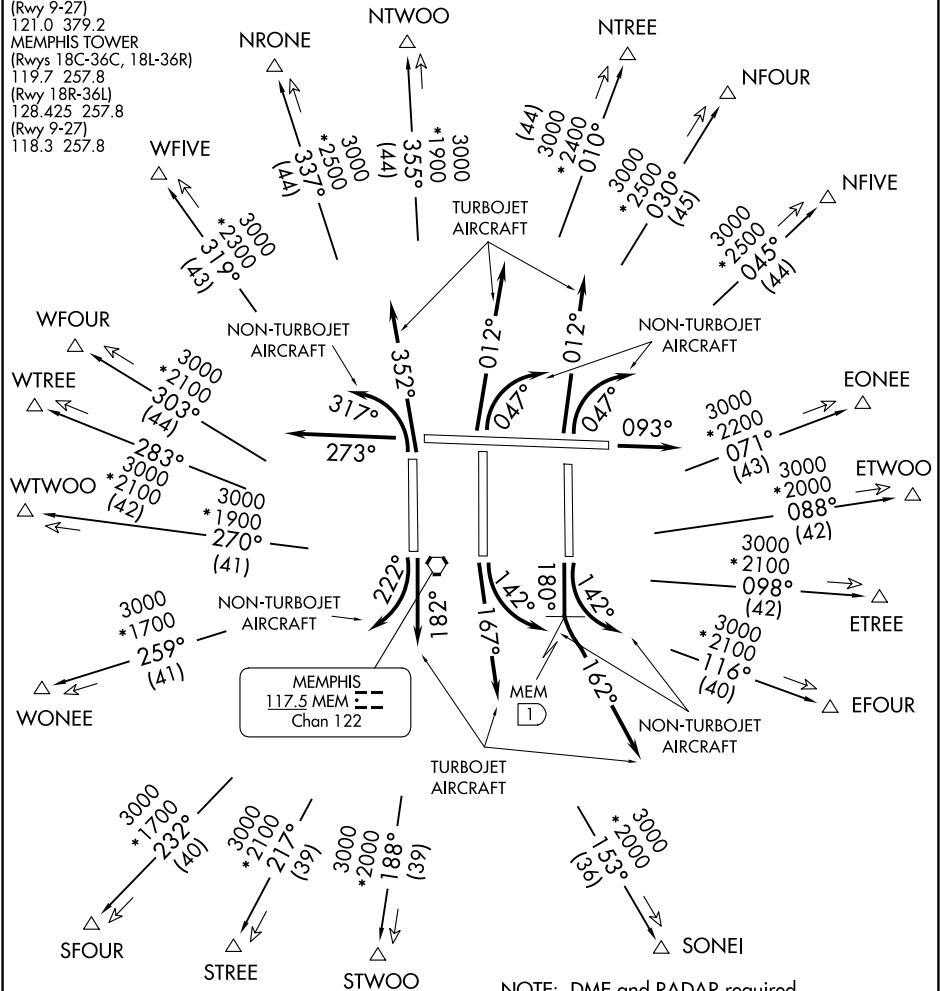 (Rwy 9-27)
121.0 379.2
MEMPHIS TOWER
(Rwys 18C-36C, 18L-36R)
119.7 257.8
(Rwy 18R-36L)
128.425 257.8
(Rwy 9-27)
118.3 257.8
NRONE
3000
*2500
337°
(44)
NTWOO
3000
*1900
355°
(44)
NTREE
(44)
3000
*2400
010°
NFOUR
3000
*2500
030°
(45)
NFIVE
3000
*2500
045°
(44)
WFIVE
3000
*2300
319°
(43)
TURBOJET
AIRCRAFT
NON-TURBOJET
AIRCRAFT
NON-TURBOJET
AIRCRAFT
352°
012°
012°
317°
047°
047°
273°
093°
WFOUR
3000
*2100
303°
(44)
WTREE
283°
3000
*2100
(42)
WTWOO
3000
*1900
270°
(41)
EONEE
3000
*2200
071°
(43)
ETWOO
3000
*2000
088°
(42)
3000
*2100
098°
(42)
ETREE
3000
*2100
116°
(40)
EFOUR
222°
182°
142°
167°
180°
142°
162°
NON-TURBOJET
AIRCRAFT
3000
*1700
259°
(41)
WONEE
MEMPHIS
117.5 MEM
Chan 122
MEM
1
NON-TURBOJET
AIRCRAFT
TURBOJET
AIRCRAFT
3000
*1700
232°
(40)
SFOUR
3000
*2100
217°
(39)
STREE
3000
*2000
188°
(39)
STWOO
3000
*2000
153°
(36)
SONEI
NOTE: DME and RADAR required.